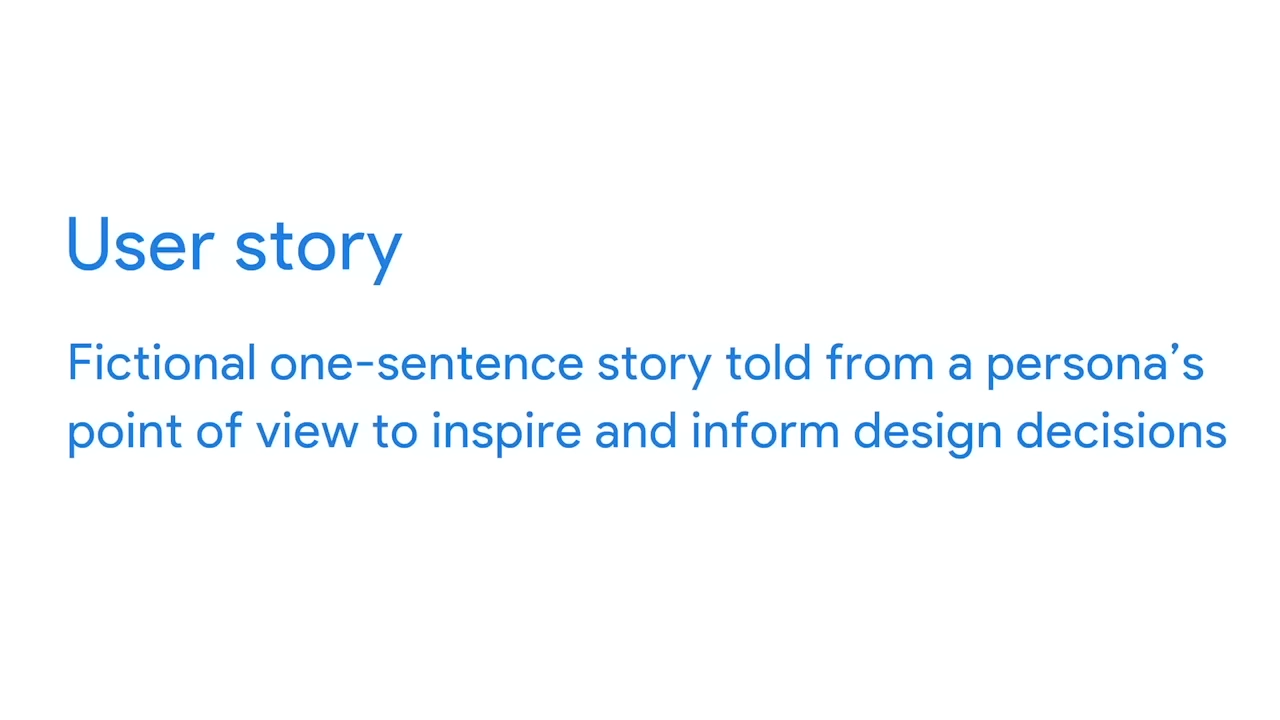 User story
Fictional one-sentence story told from a persona’s
point of view to inspire and inform design decisions